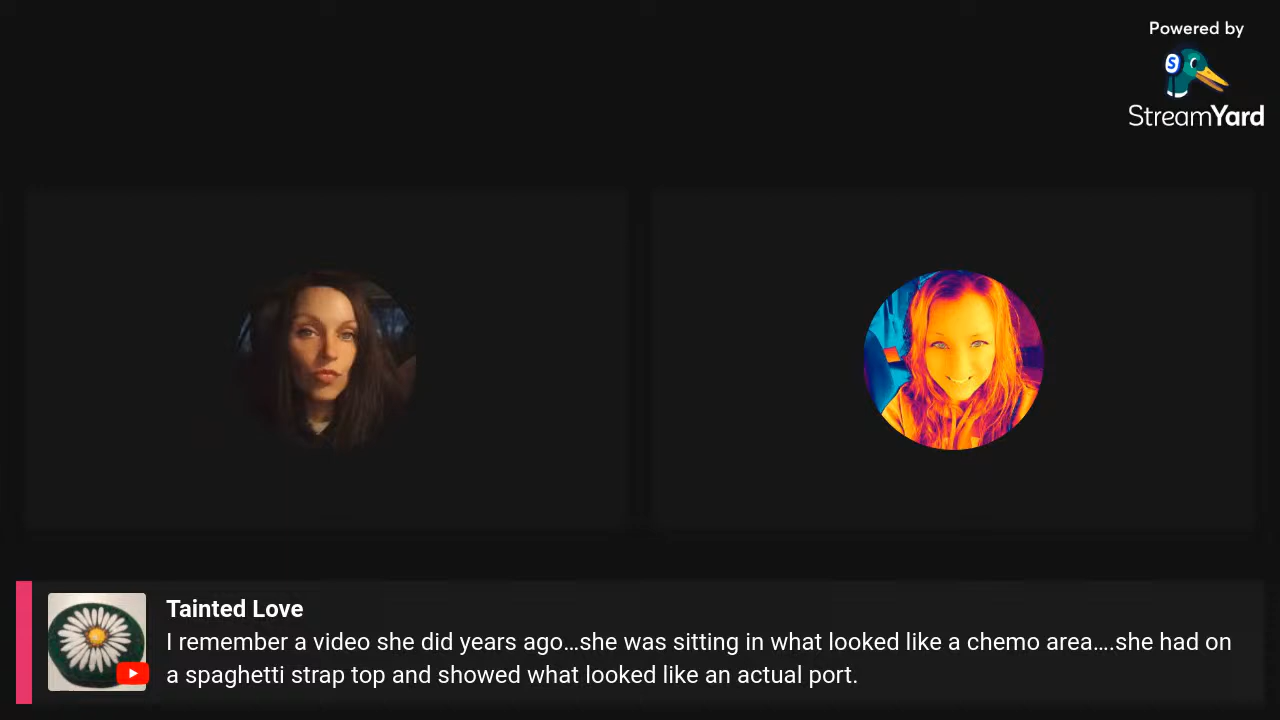 Powered by
S
StreamYard
Tainted Love
I remember a video she did years ago...she was sitting in what looked like a chemo area....she had on
a spaghetti strap top and showed what looked like an actual port.